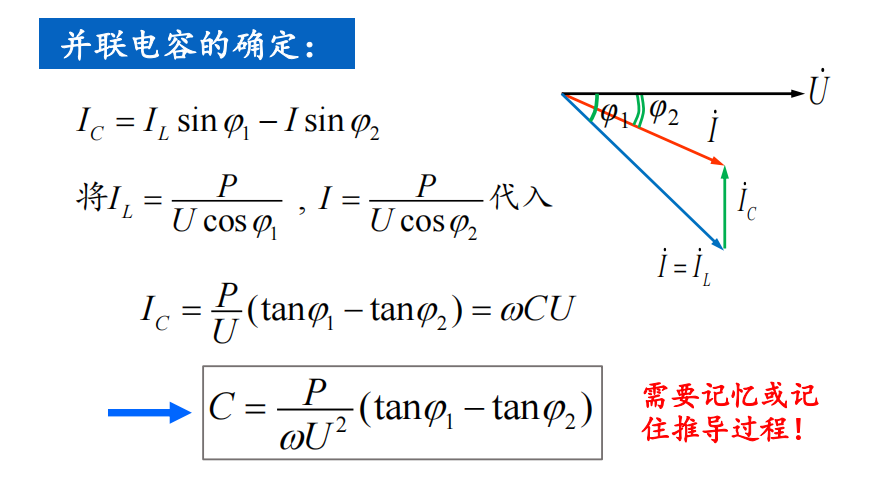 并联电容的确定：
I_C = I_L sinφ₁ − I sinφ₂
将I_L = P/(U cosφ₁) , I = P/(U cosφ₂) 代入
I_C = P/U (tanφ₁ − tanφ₂) = ωCU
C = P/(ωU²) (tanφ₁ − tanφ₂)
U̇
φ₁
φ₂
İ
İ_C
İ = İ_L
需要记忆或记
住推导过程！